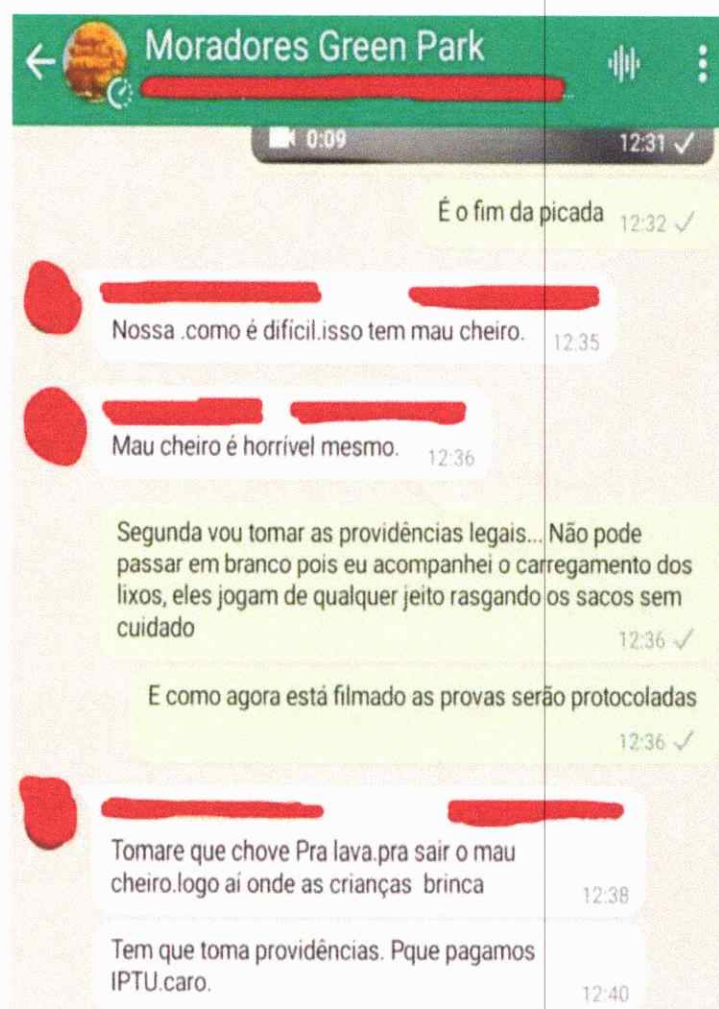 Moradores Green Park
0:09
12:31
É o fim da picada 12:32
Nossa .como é difícil.isso tem mau cheiro. 12:35
Mau cheiro é horrível mesmo. 12:36
Segunda vou tomar as providências legais... Não pode
passar em branco pois eu acompanhei o carregamento dos
lixos, eles jogam de qualquer jeito rasgando os sacos sem
cuidado
12:36
E como agora está filmado as provas serão protocoladas
12:36
Tomare que chove Pra lava.pra sair o mau
cheiro.logo aí onde as crianças brinca 12:38
Tem que toma providências. Pque pagamos
IPTU.caro. 12:40